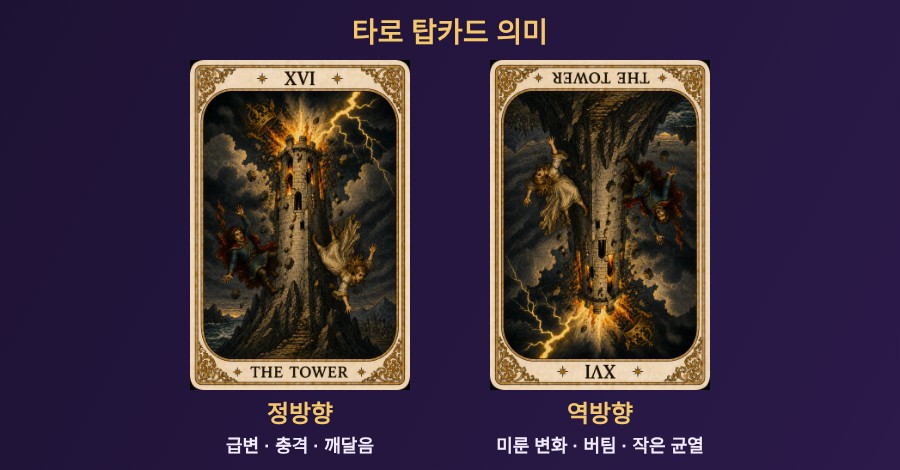 타로 탑카드 의미
XVI
THE TOWER
정방향
급변 · 충격 · 깨달음
THE TOWER
XVI
역방향
미룬 변화 · 버팀 · 작은 균열